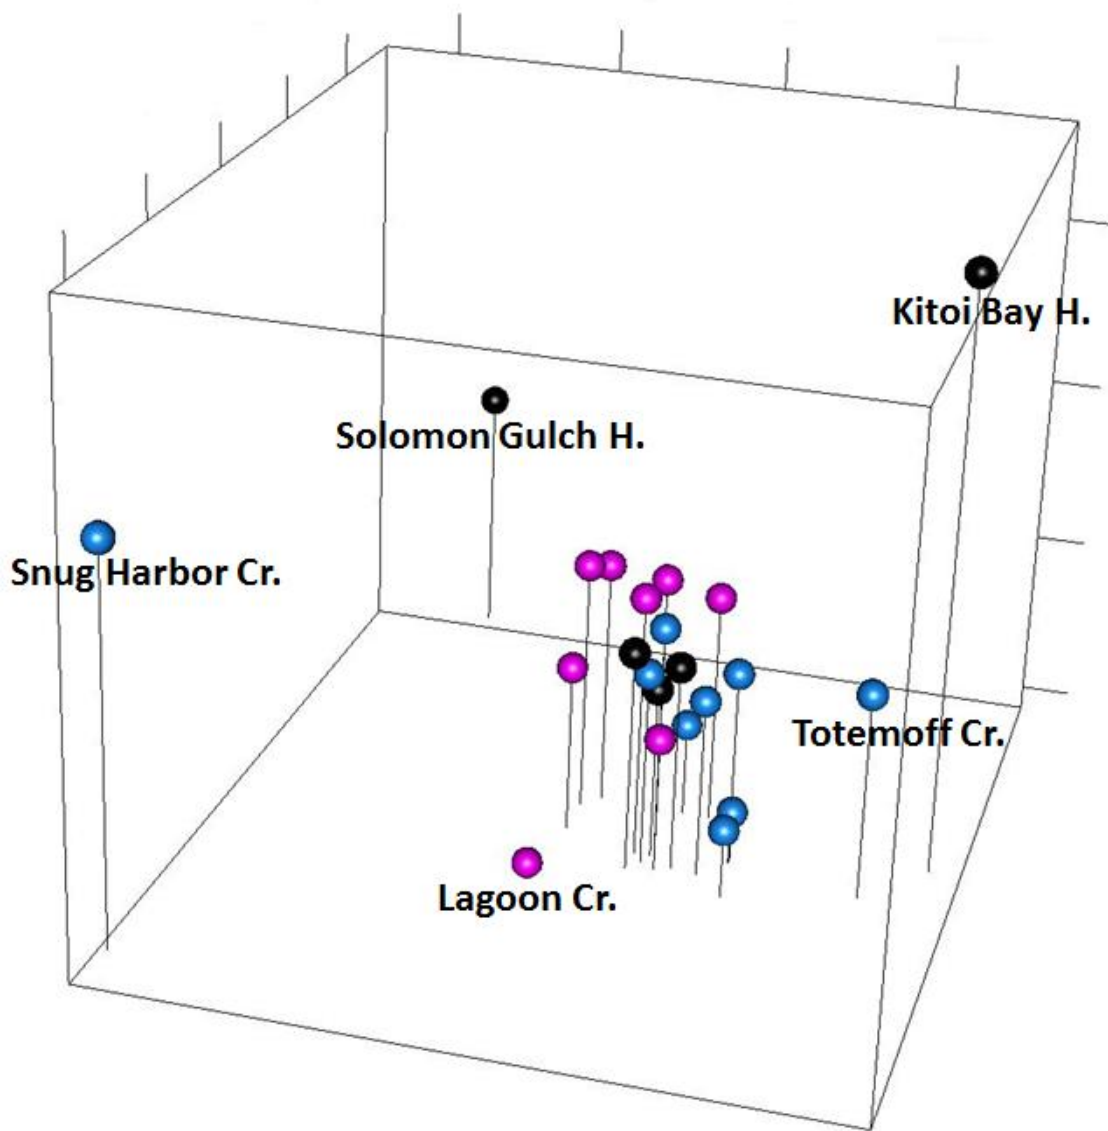 Kitoi Bay H.
Solomon Gulch H.
Snug Harbor Cr.
Totemoff Cr.
Lagoon Cr.